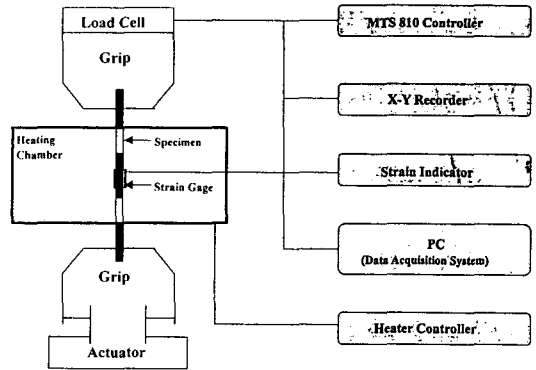 Load Cell
Grip
Heating
Chamber
Specimen
Strain Gage
Grip
Actuator
MTS 810 Controller
X-Y Recorder
Strain Indicator
PC
(Data Acquisition System)
Heater Controller